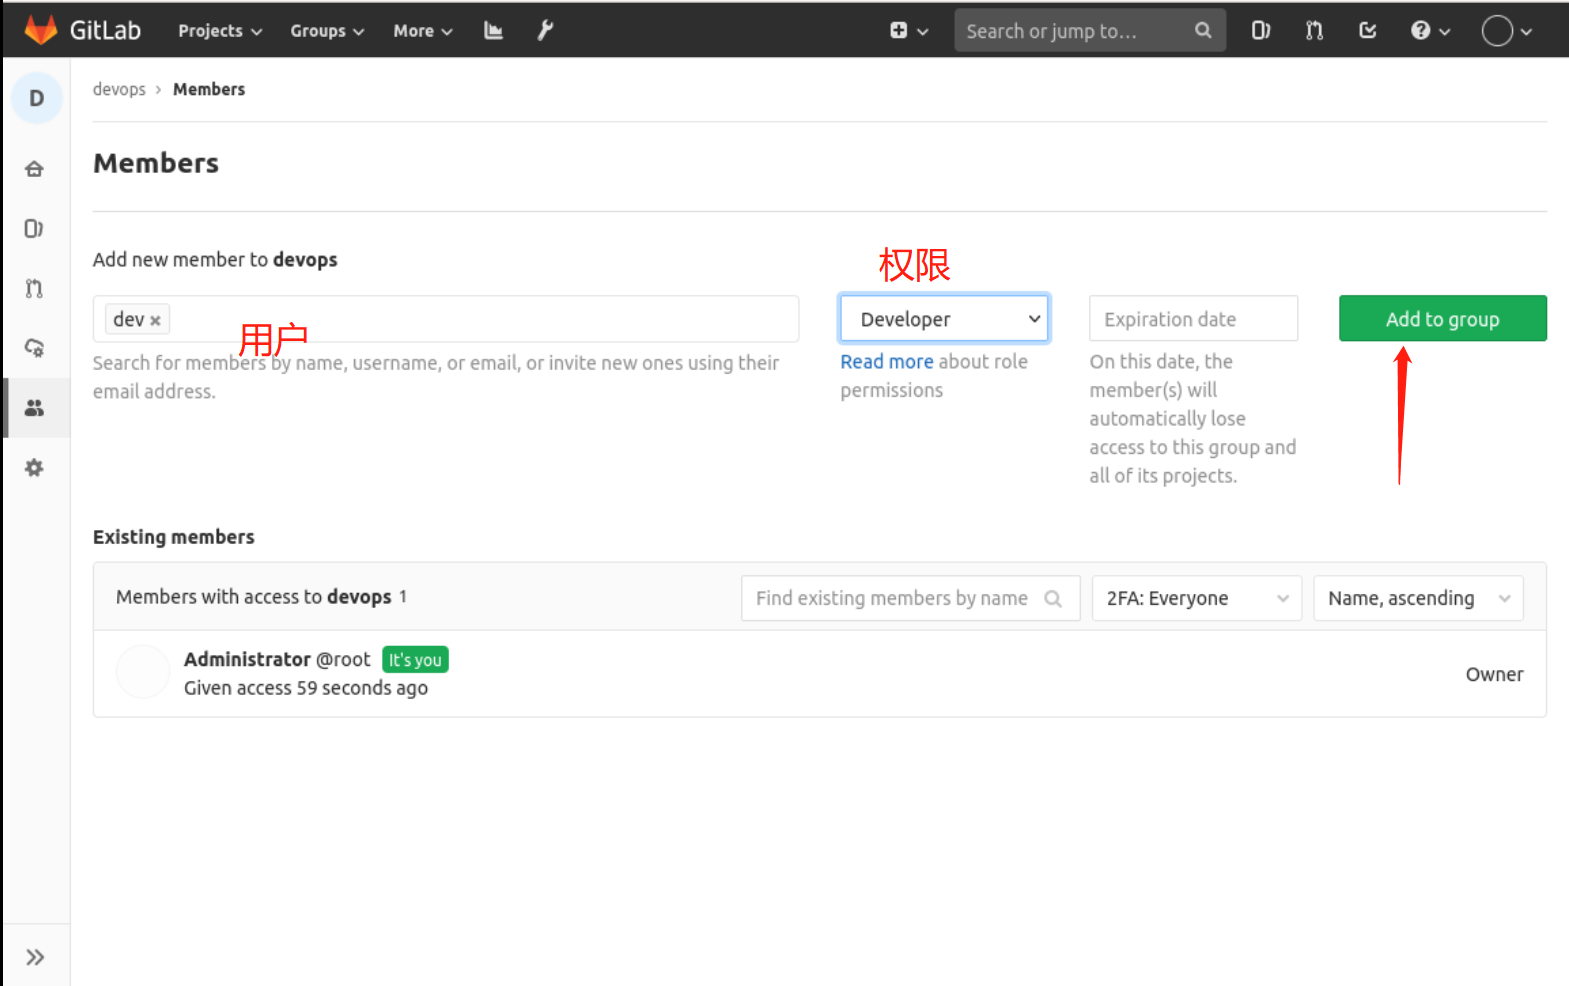 GitLab Projects Groups More Search or jump to...
D
devops › Members
Members
Add new member to devops
权限
dev × Developer Expiration date Add to group
用户
Search for members by name, username, or email, or invite new ones using their
email address.
Read more about role
permissions
On this date, the
member(s) will
automatically lose
access to this group and
all of its projects.
Existing members
Members with access to devops 1 Find existing members by name 2FA: Everyone Name, ascending
Administrator @root It's you
Given access 59 seconds ago
Owner